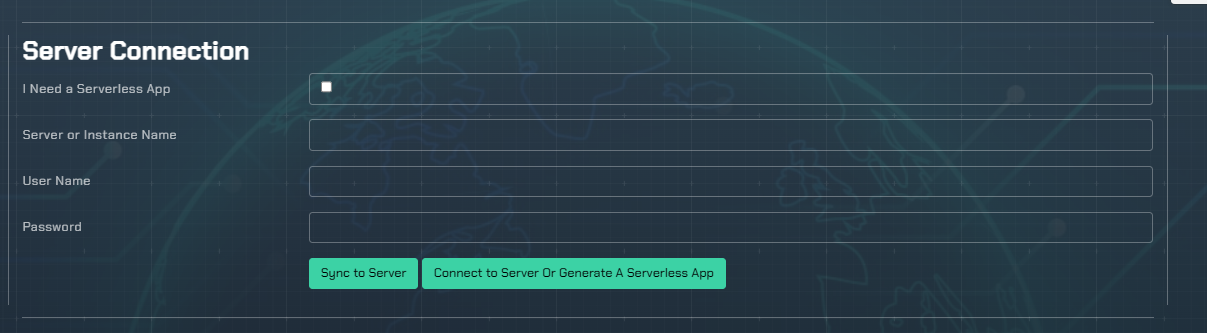 Server Connection
I Need a Serverless App
Server or Instance Name
User Name
Password
Sync to Server
Connect to Server Or Generate A Serverless App